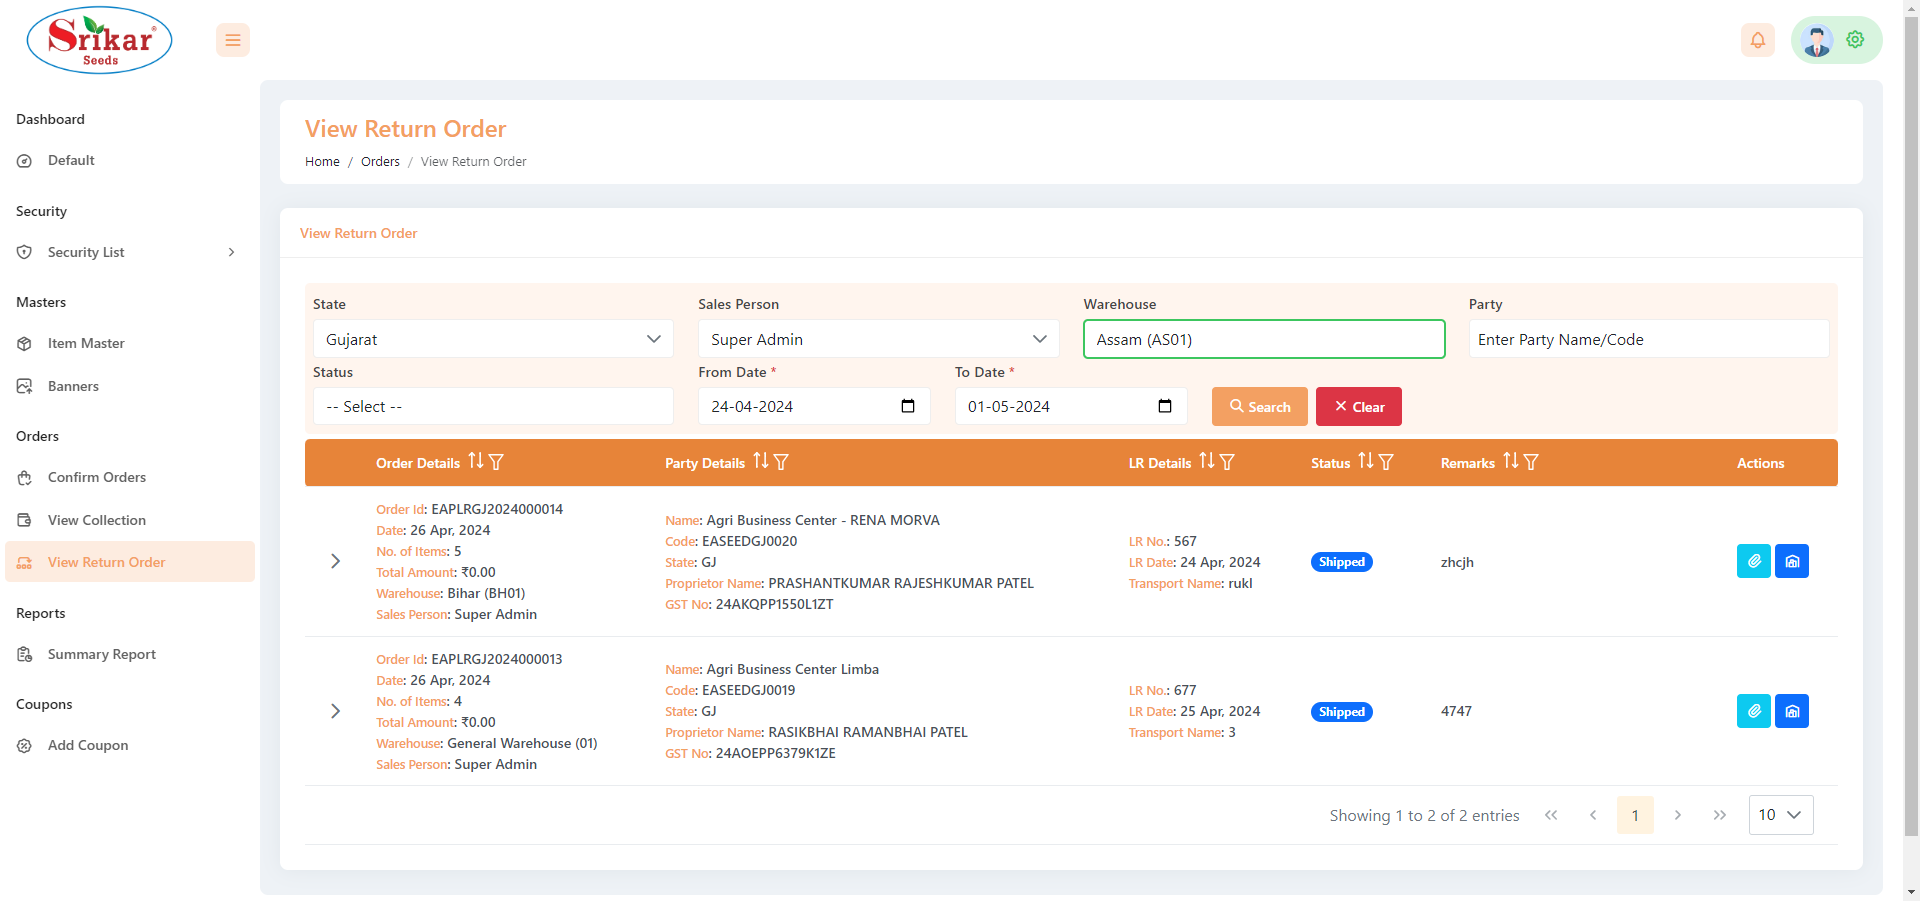 Srikar®
Seeds
Dashboard
Default
Security
Security List
Masters
Item Master
Banners
Orders
Confirm Orders
View Collection
View Return Order
Reports
Summary Report
Coupons
Add Coupon
View Return Order
Home / Orders / View Return Order
View Return Order
State
Gujarat
Sales Person
Super Admin
Warehouse
Assam (AS01)
Party
Enter Party Name/Code
Status
-- Select --
From Date *
24-04-2024
To Date *
01-05-2024
Search
Clear
Order Details Party Details LR Details Status Remarks Actions
Order Id: EAPLRGJ2024000014
Date: 26 Apr, 2024
No. of Items: 5
Total Amount: ₹0.00
Warehouse: Bihar (BH01)
Sales Person: Super Admin
Name: Agri Business Center - RENA MORVA
Code: EASEEDGJ0020
State: GJ
Proprietor Name: PRASHANTKUMAR RAJESHKUMAR PATEL
GST No: 24AKQPP1550L1ZT
LR No.: 567
LR Date: 24 Apr, 2024
Transport Name: rukl
Shipped
zhcjh
Order Id: EAPLRGJ2024000013
Date: 26 Apr, 2024
No. of Items: 4
Total Amount: ₹0.00
Warehouse: General Warehouse (01)
Sales Person: Super Admin
Name: Agri Business Center Limba
Code: EASEEDGJ0019
State: GJ
Proprietor Name: RASIKBHAI RAMANBHAI PATEL
GST No: 24AOEPP6379K1ZE
LR No.: 677
LR Date: 25 Apr, 2024
Transport Name: 3
Shipped
4747
Showing 1 to 2 of 2 entries
1
10